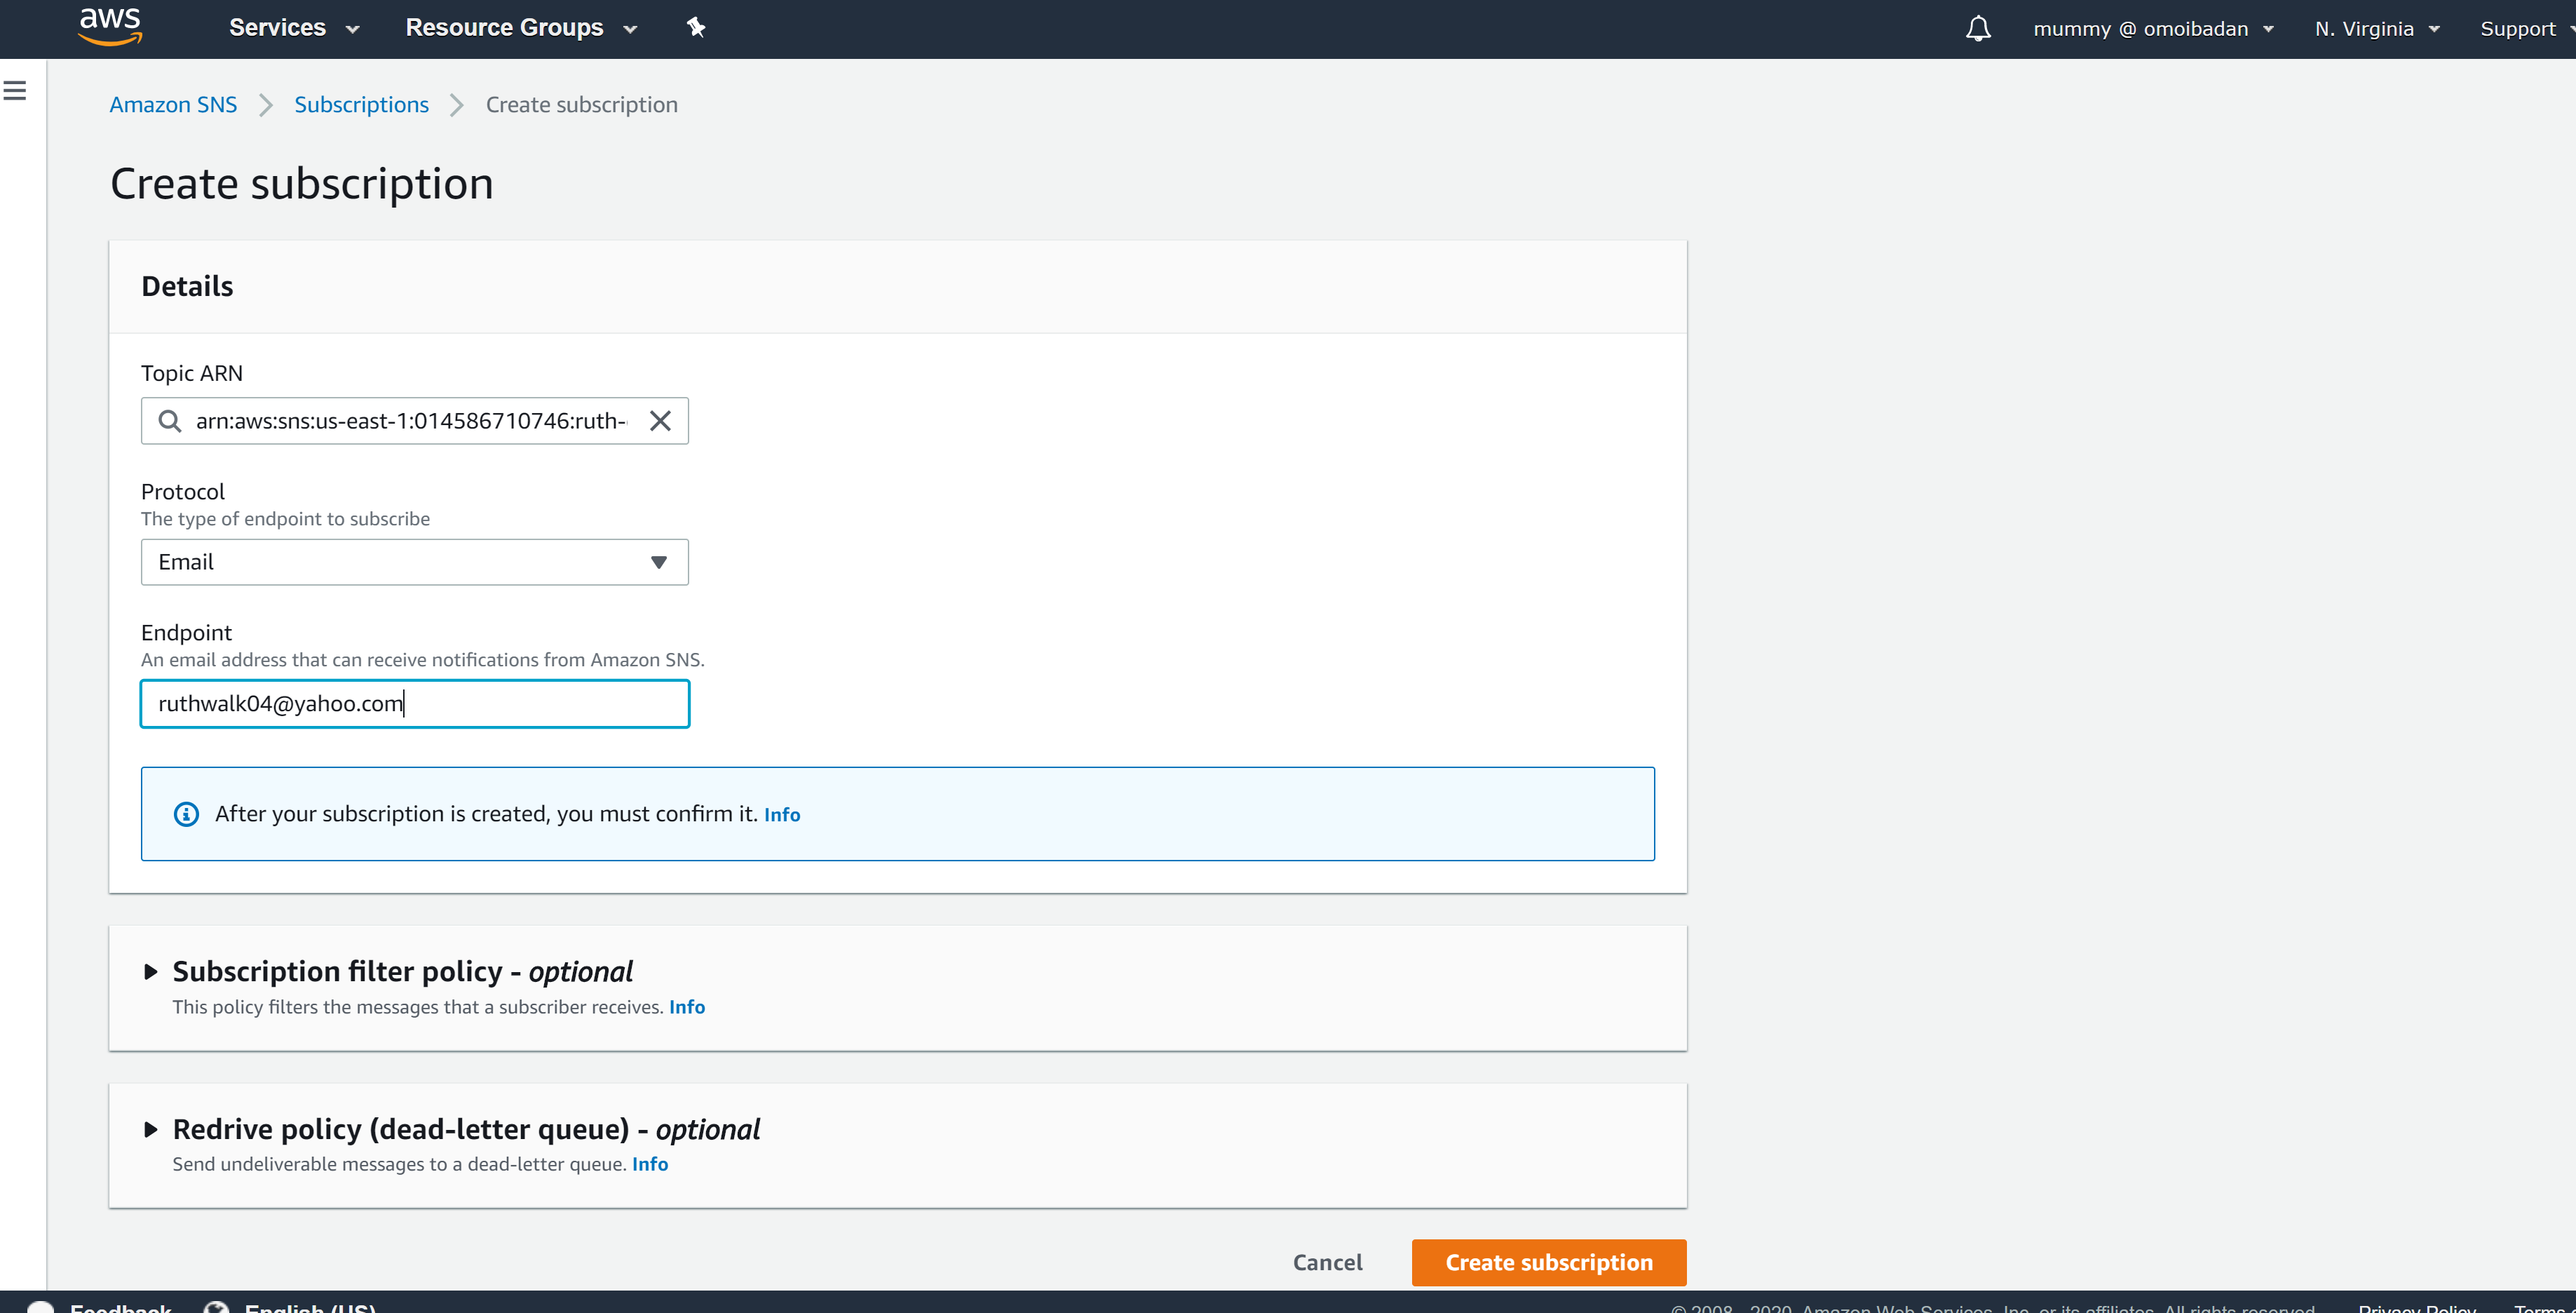 aws Services Resource Groups mummy @ omoibadan N. Virginia Support
Amazon SNS Subscriptions Create subscription
Create subscription
Details
Topic ARN
arn:aws:sns:us-east-1:014586710746:ruth-
Protocol
The type of endpoint to subscribe
Email
Endpoint
An email address that can receive notifications from Amazon SNS.
ruthwalk04@yahoo.com
After your subscription is created, you must confirm it. Info
Subscription filter policy - optional
This policy filters the messages that a subscriber receives. Info
Redrive policy (dead-letter queue) - optional
Send undeliverable messages to a dead-letter queue. Info
Cancel Create subscription
Feedback English (US) © 2008 - 2020, Amazon Web Services, Inc. or its affiliates. All rights reserved. Privacy Policy Terms